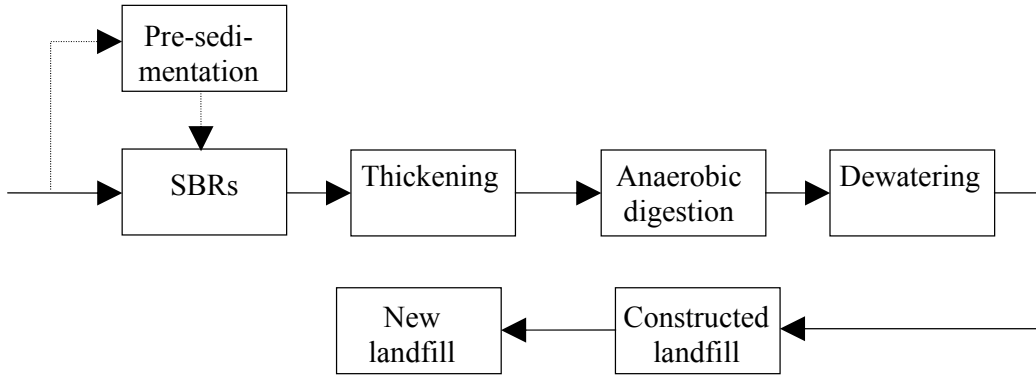 Pre-sedi-
mentation
SBRs
Thickening
Anaerobic
digestion
Dewatering
New
landfill
Constructed
landfill